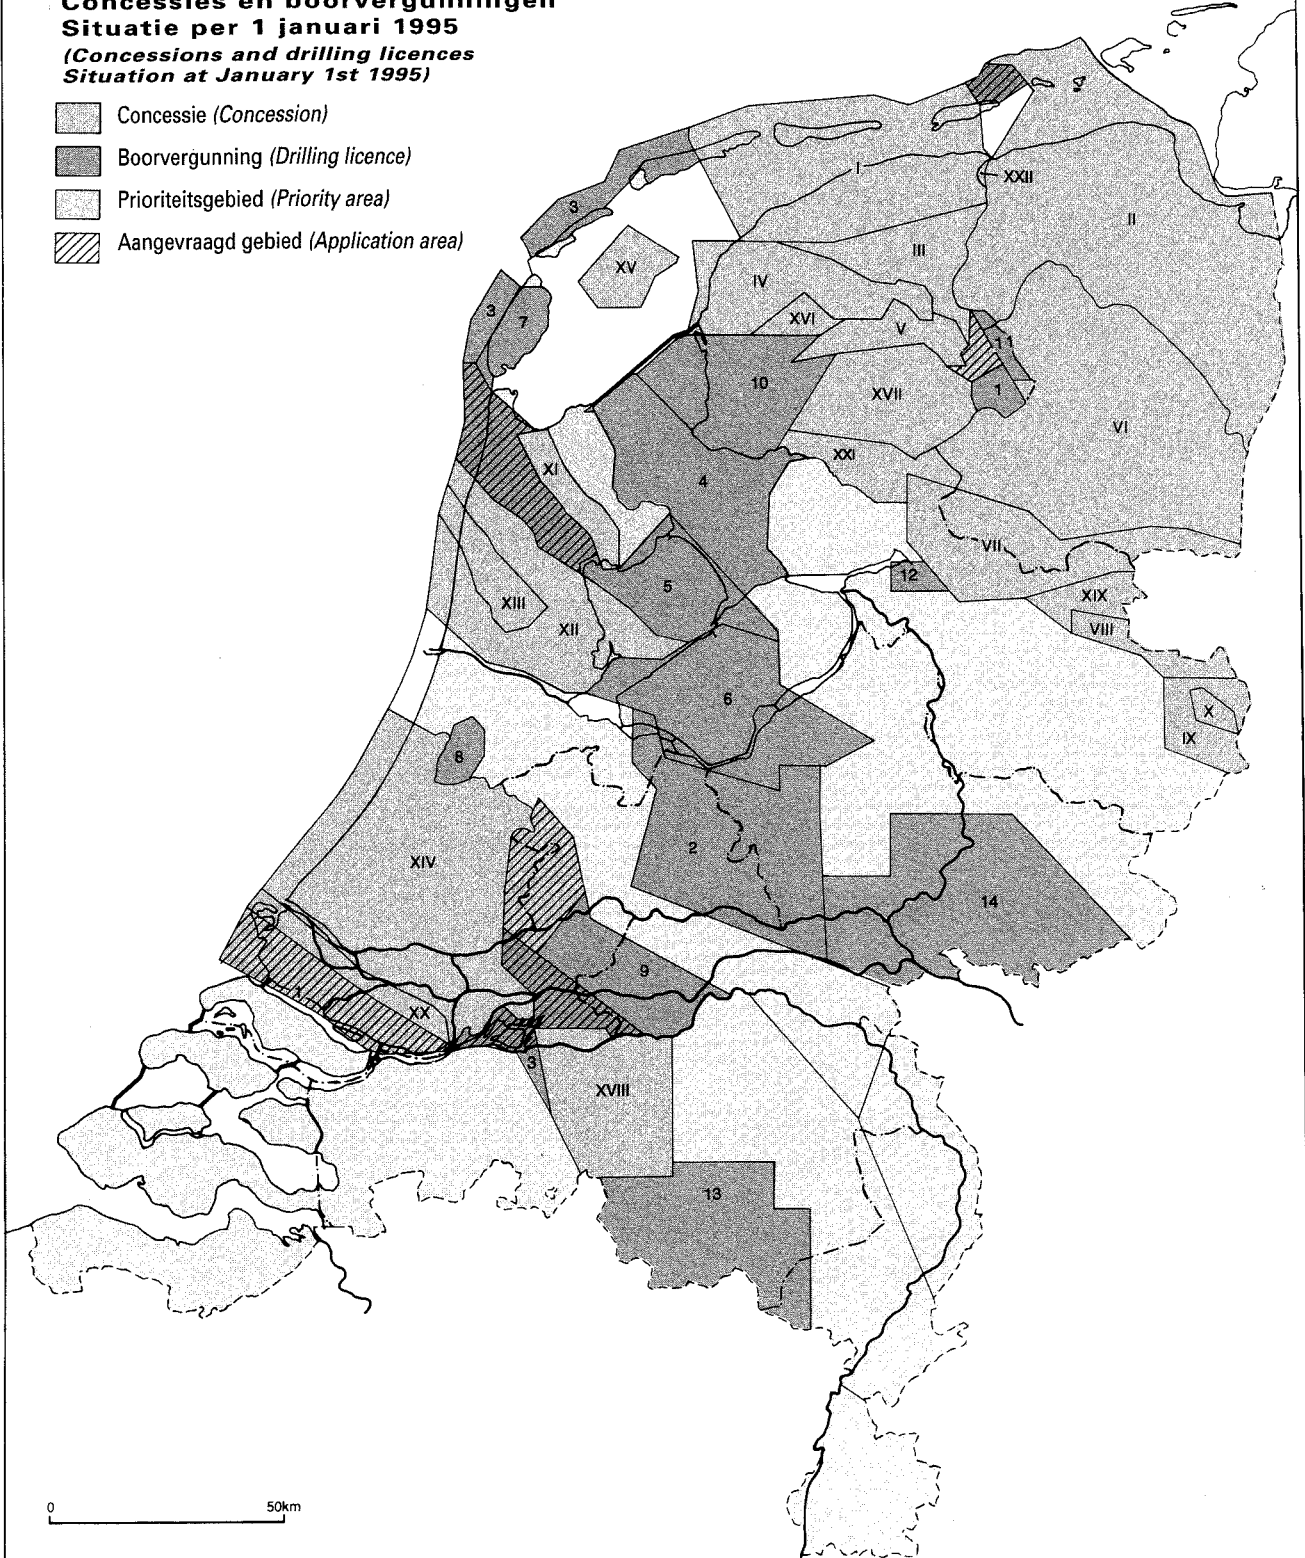 Concessies en boorvergunningen
Situatie per 1 januari 1995
(Concessions and drilling licences
Situation at January 1st 1995)
Concessie (Concession)
Boorvergunning (Drilling licence)
Prioriteitsgebied (Priority area)
Aangevraagd gebied (Application area)
I
XXII
3
II
III
XV
IV
3
7
XVI
V
11
10
XVII
1
VI
XXI
XI
4
VII
12
5
XIX
XIII
XII
VIII
6
X
IX
8
2
XIV
14
9
XX
3
XVIII
13
0
50km